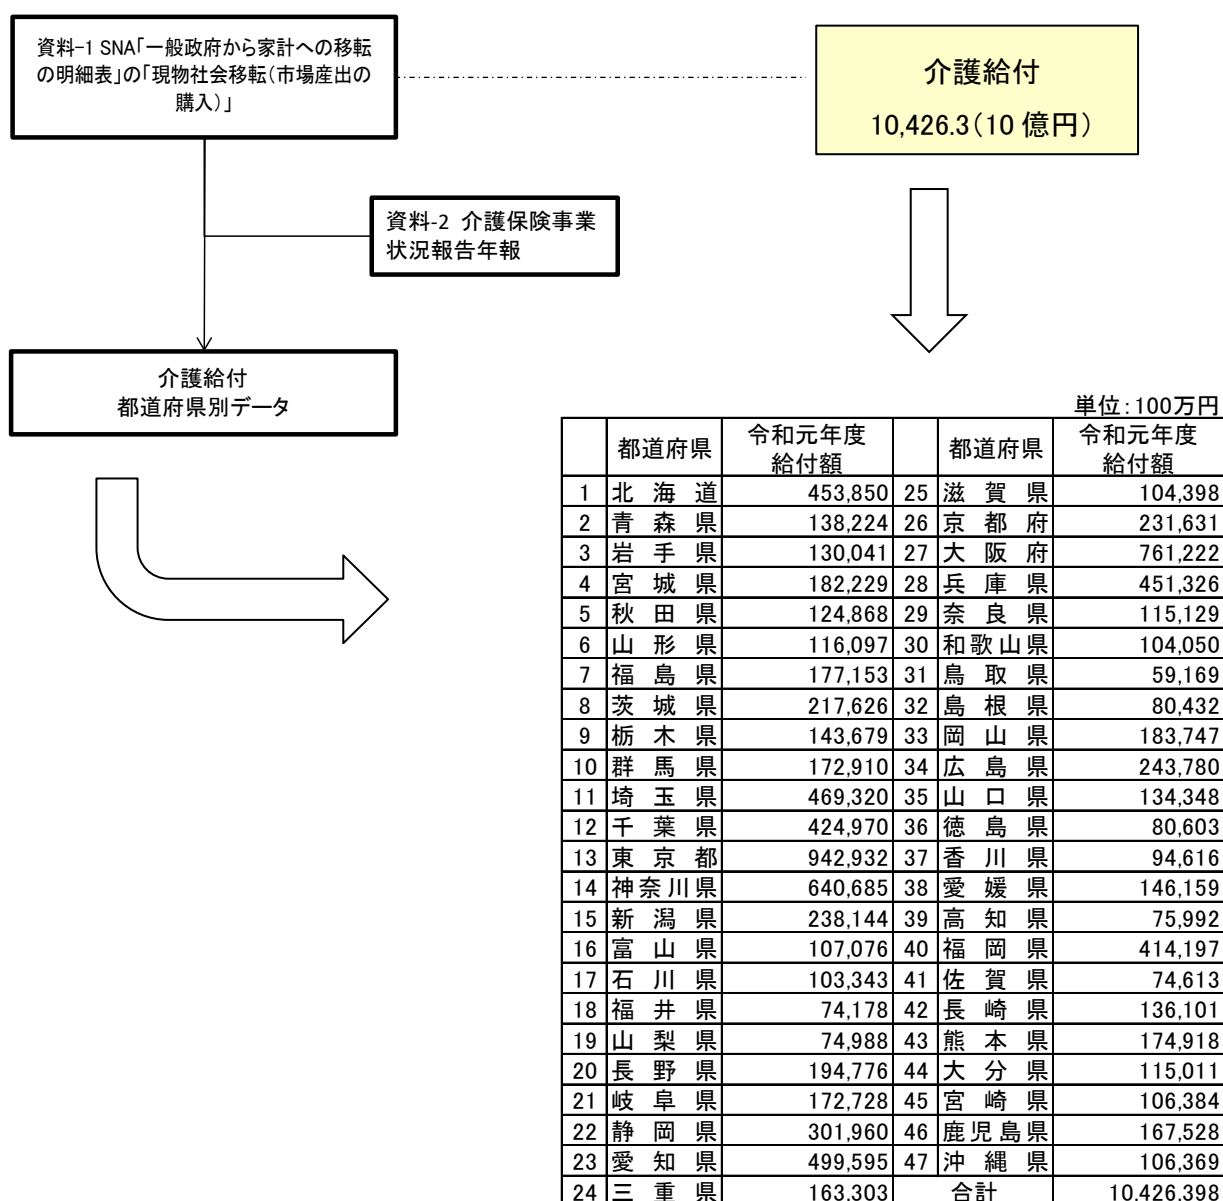 資料-1 SNA「一般政府から家計への移転
の明細表」の「現物社会移転（市場産出の
購入）」
介護給付
10,426.3（10 億円）
資料-2 介護保険事業
状況報告年報
介護給付
都道府県別データ
単位：100万円
都道府県 令和元年度 給付額 都道府県 令和元年度 給付額
1 北海道 453,850 25 滋賀県 104,398
2 青森県 138,224 26 京都府 231,631
3 岩手県 130,041 27 大阪府 761,222
4 宮城県 182,229 28 兵庫県 451,326
5 秋田県 124,868 29 奈良県 115,129
6 山形県 116,097 30 和歌山県 104,050
7 福島県 177,153 31 鳥取県 59,169
8 茨城県 217,626 32 島根県 80,432
9 栃木県 143,679 33 岡山県 183,747
10 群馬県 172,910 34 広島県 243,780
11 埼玉県 469,320 35 山口県 134,348
12 千葉県 424,970 36 徳島県 80,603
13 東京都 942,932 37 香川県 94,616
14 神奈川県 640,685 38 愛媛県 146,159
15 新潟県 238,144 39 高知県 75,992
16 富山県 107,076 40 福岡県 414,197
17 石川県 103,343 41 佐賀県 74,613
18 福井県 74,178 42 長崎県 136,101
19 山梨県 74,988 43 熊本県 174,918
20 長野県 194,776 44 大分県 115,011
21 岐阜県 172,728 45 宮崎県 106,384
22 静岡県 301,960 46 鹿児島県 167,528
23 愛知県 499,595 47 沖縄県 106,369
24 三重県 163,303 合計 10,426,398